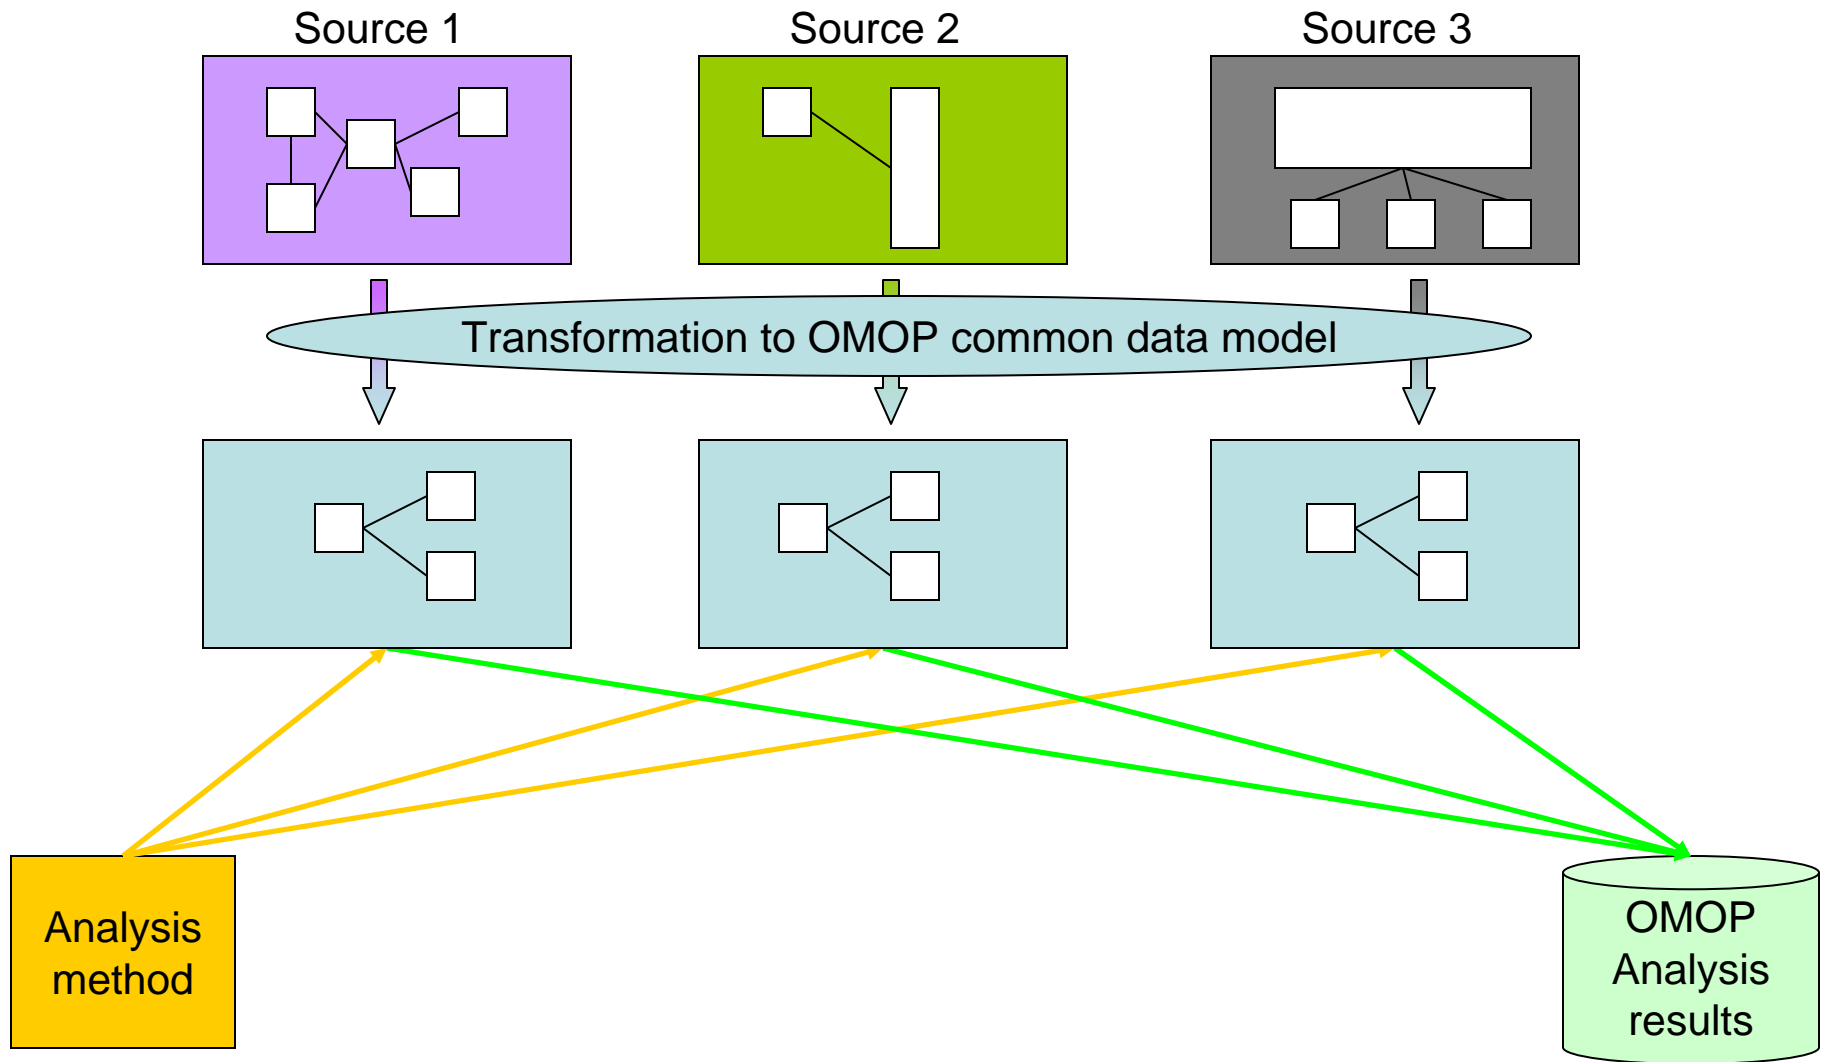 Source 1
Source 2
Source 3
Transformation to OMOP common data model
Analysis
method
OMOP
Analysis
results